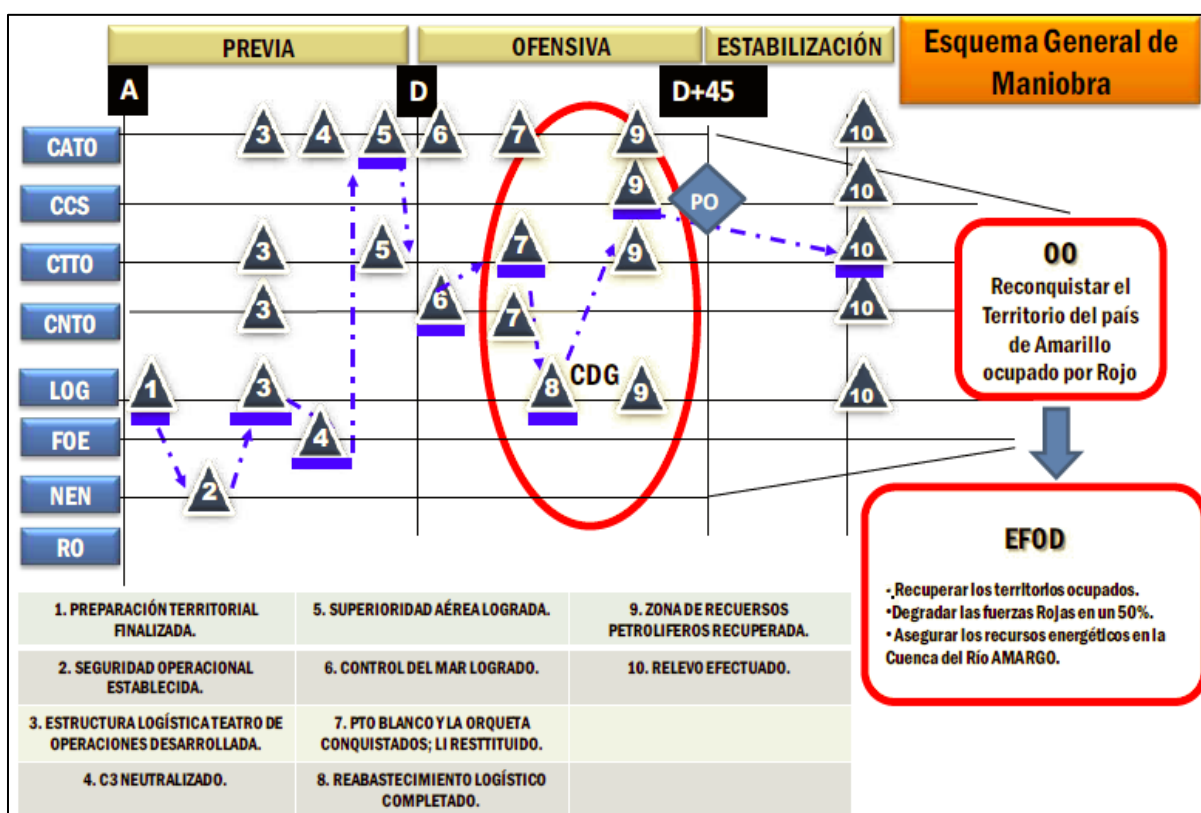 PREVIA
OFENSIVA
ESTABILIZACIÓN
Esquema General de
Maniobra
A
D
D+45
CATO
3
4
5
6
7
9
10
CCS
9
PO
10
CTTO
3
5
7
9
10
CNTO
3
6
7
10
LOG
1
3
8
CDG
9
10
FOE
4
NEN
2
RO
OO
Reconquistar el
Territorio del país
de Amarillo
ocupado por Rojo
EFOD
•Recuperar los territorios ocupados.
•Degradar las fuerzas Rojas en un 50%.
•Asegurar los recursos energéticos en la
Cuenca del Río AMARGO.
1. PREPARACIÓN TERRITORIAL
FINALIZADA.
5. SUPERIORIDAD AÉREA LOGRADA.
9. ZONA DE RECUERSOS
PETROLIFEROS RECUPERADA.
2. SEGURIDAD OPERACIONAL
ESTABLECIDA.
6. CONTROL DEL MAR LOGRADO.
10. RELEVO EFECTUADO.
3. ESTRUCTURA LOGÍSTICA TEATRO DE
OPERACIONES DESARROLLADA.
7. PTO BLANCO Y LA ORQUETA
CONQUISTADOS; LI RESTTITUIDO.
4. C3 NEUTRALIZADO.
8. REABASTECIMIENTO LOGÍSTICO
COMPLETADO.